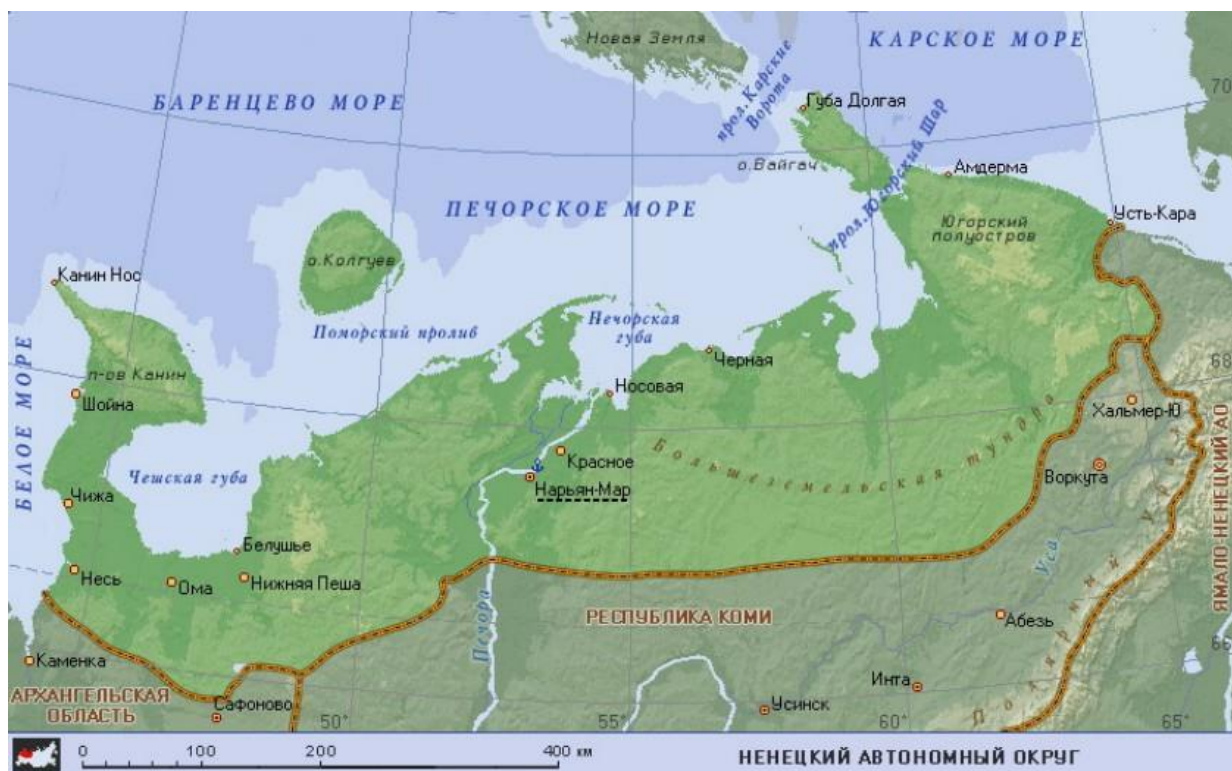 Новая Земля
КАРСКОЕ МОРЕ
прол.Карские
Ворота
70
БАРЕНЦЕВО МОРЕ
Губа Долгая
о.Вайгач
прол.Югорский Шар
Амдерма
ПЕЧОРСКОЕ МОРЕ
Усть-Кара
Югорский
полуостров
о.Колгуев
Канин Нос
Поморский пролив
Печорская
губа
Черная
68
п-ов Канин
Шойна
Носовая
Хальмер-Ю
БЕЛОЕ МОРЕ
Большеземельская тундра
Красное
Чешская губа
Нарьян-Мар
Воркута
Чижа
Белушье
Несь
Ома
Нижняя Пеша
Уса
ЯМАЛО-НЕНЕЦКИЙ АО
Печора
РЕСПУБЛИКА КОМИ
Абезь
Полярный Урал
66
Каменка
АРХАНГЕЛЬСКАЯ
ОБЛАСТЬ
Сафоново
Инта
Усинск
50°
55°
60°
65°
0 100 200 400 км
НЕНЕЦКИЙ АВТОНОМНЫЙ ОКРУГ